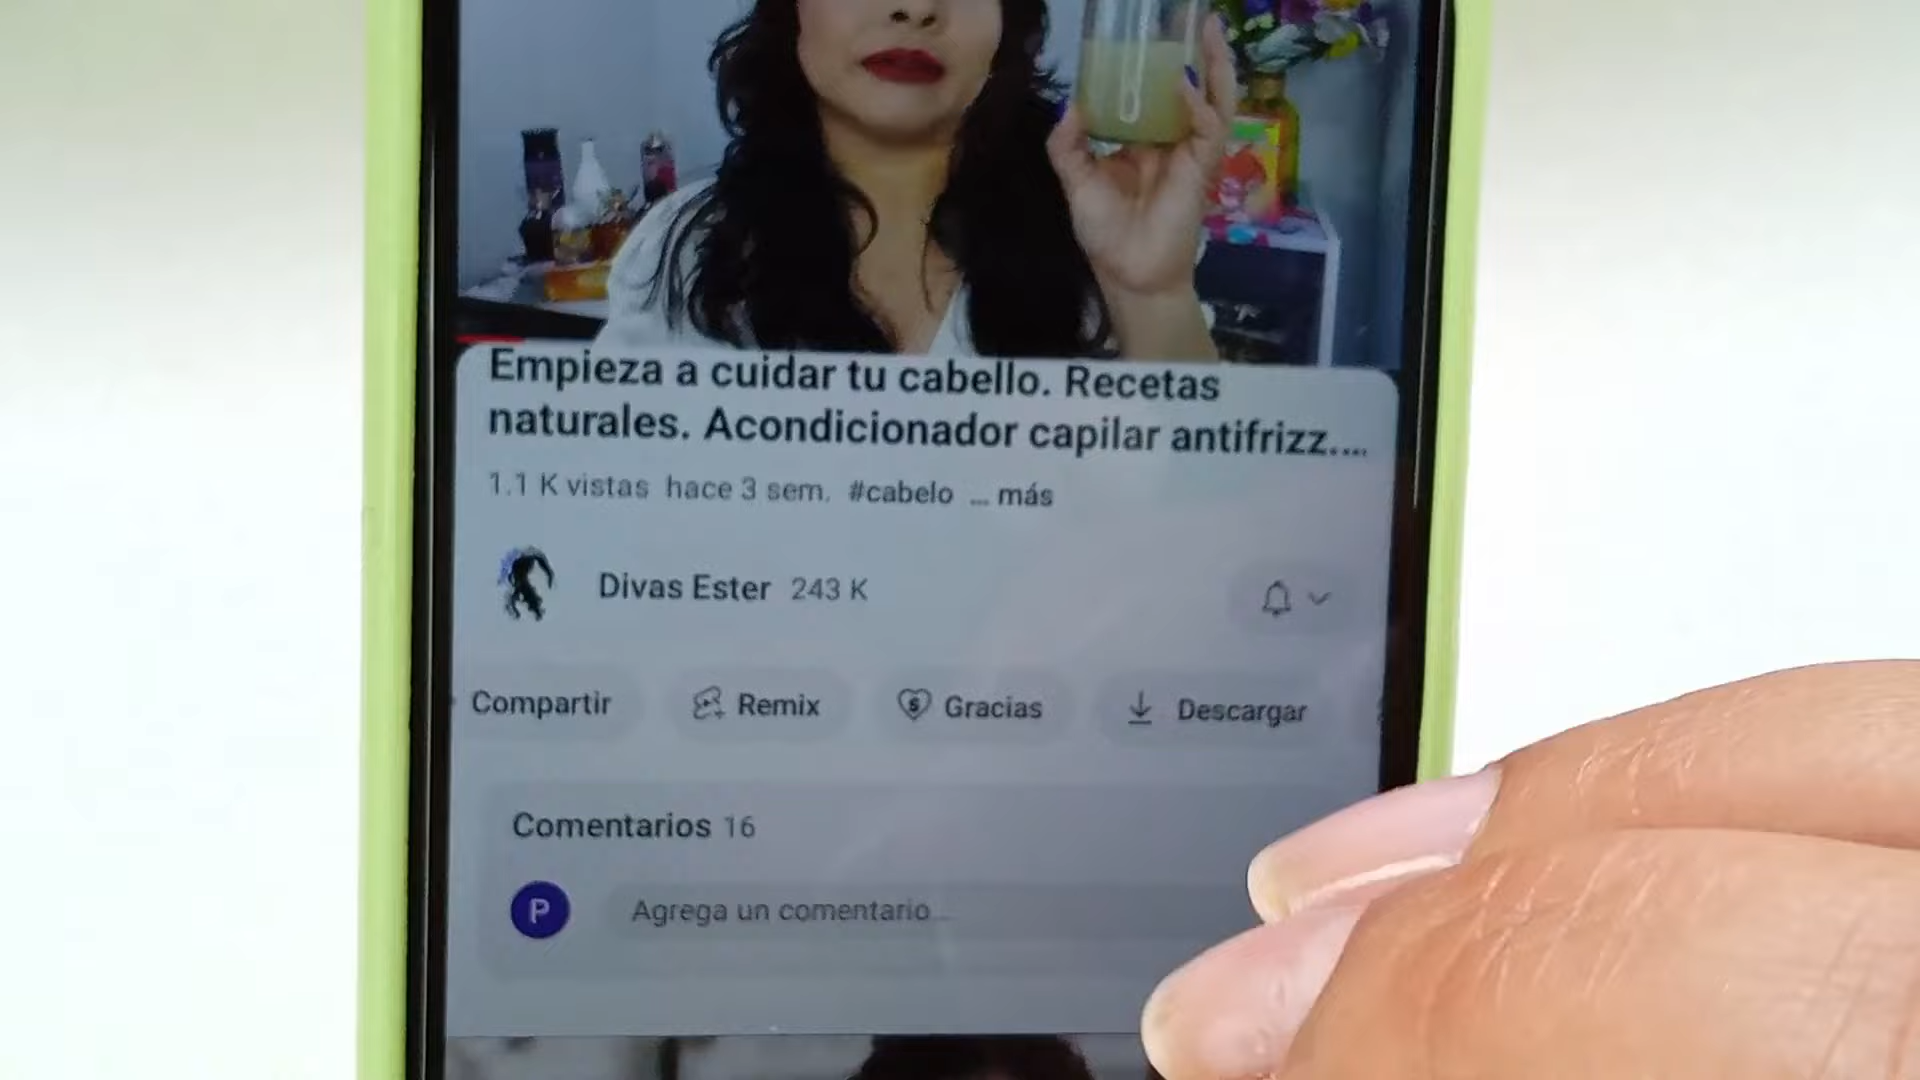 Empieza a cuidar tu cabello. Recetas
naturales. Acondicionador capilar antifrizz....
1.1 K vistas hace 3 sem. #cabelo ... más
Divas Ester 243 K
Compartir Remix Gracias Descargar
Comentarios 16
P Agrega un comentario...